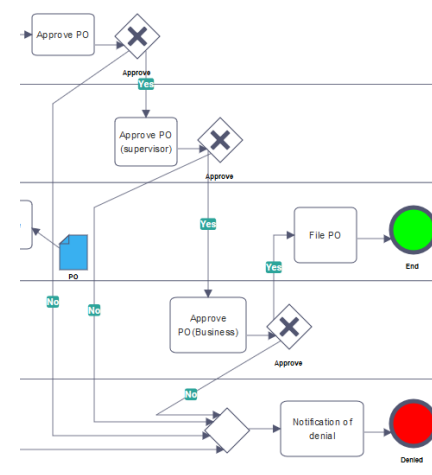 Approve PO
Approve
Yes
Approve PO
(supervisor)
Approve
Yes
File PO
End
PO
Yes
No
No
Approve
PO(Business)
Approve
No
Notification of
denial
Denied